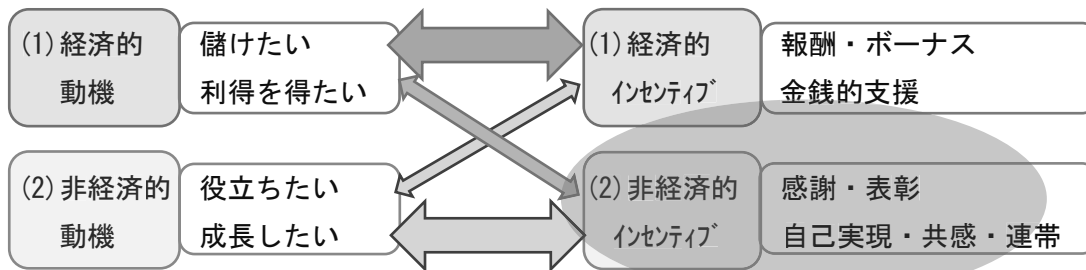 (1)経済的
動機
儲けたい
利得を得たい
(1)経済的
ｲﾝｾﾝﾃｨﾌﾞ
報酬・ボーナス
金銭的支援
(2)非経済的
動機
役立ちたい
成長したい
(2)非経済的
ｲﾝｾﾝﾃｨﾌﾞ
感謝・表彰
自己実現・共感・連帯